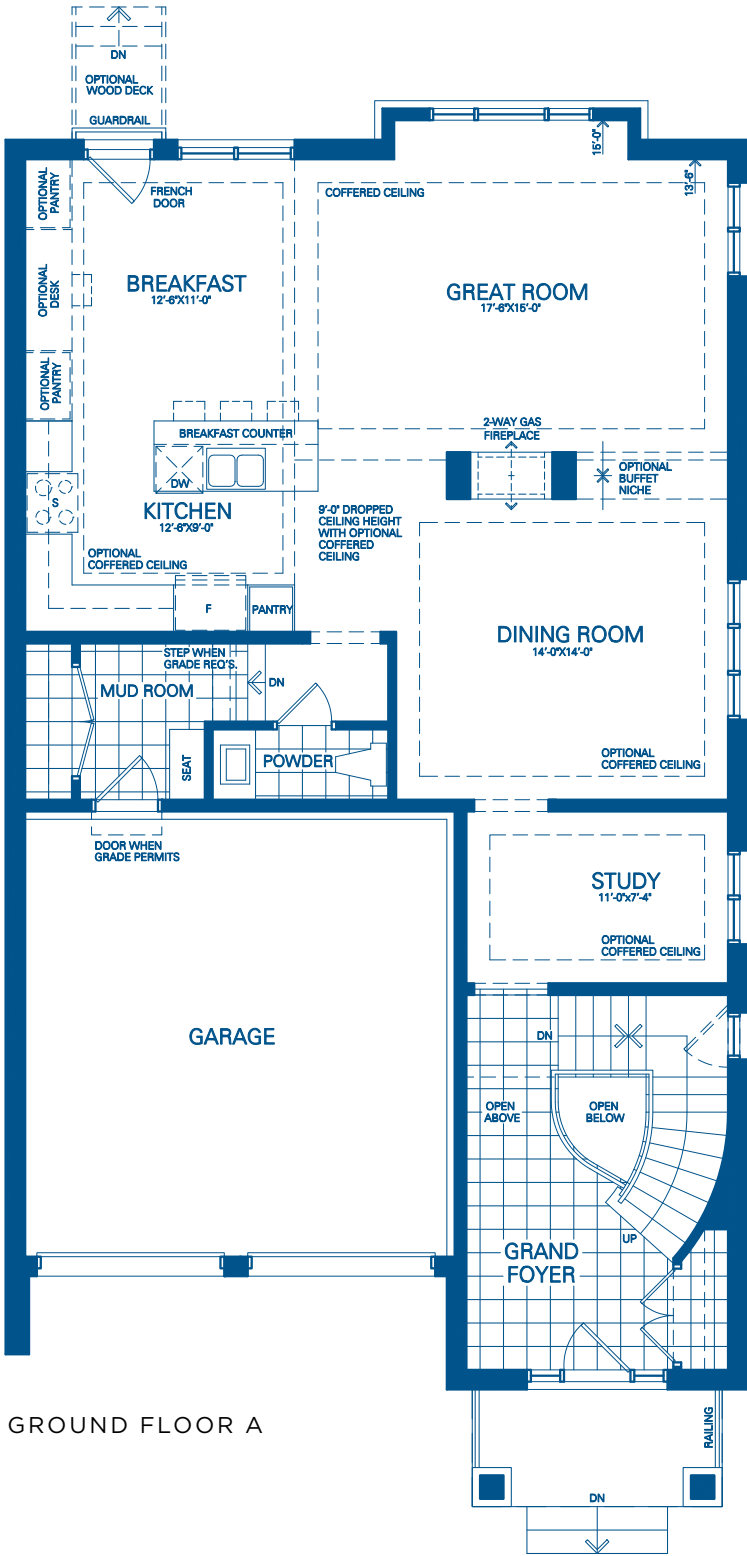 DN
OPTIONAL
WOOD DECK
GUARDRAIL
15'-0"
13'-6"
OPTIONAL
PANTRY
FRENCH
DOOR
COFFERED CEILING
OPTIONAL
DESK
BREAKFAST
12'-6"X11'-0"
GREAT ROOM
17'-6"X15'-0"
OPTIONAL
PANTRY
BREAKFAST COUNTER
2-WAY GAS
FIREPLACE
DW
OPTIONAL
BUFFET
NICHE
S
KITCHEN
12'-6"X9'-0"
9'-0" DROPPED
CEILING HEIGHT
WITH OPTIONAL
COFFERED
CEILING
OPTIONAL
COFFERED CEILING
F
PANTRY
DINING ROOM
14'-0"X14'-0"
STEP WHEN
GRADE REQ'S.
DN
MUD ROOM
SEAT
POWDER
OPTIONAL
COFFERED CEILING
DOOR WHEN
GRADE PERMITS
STUDY
11'-0"x7'-4"
OPTIONAL
COFFERED CEILING
GARAGE
DN
OPEN
ABOVE
OPEN
BELOW
UP
GRAND
FOYER
GROUND FLOOR A
RAILING
DN